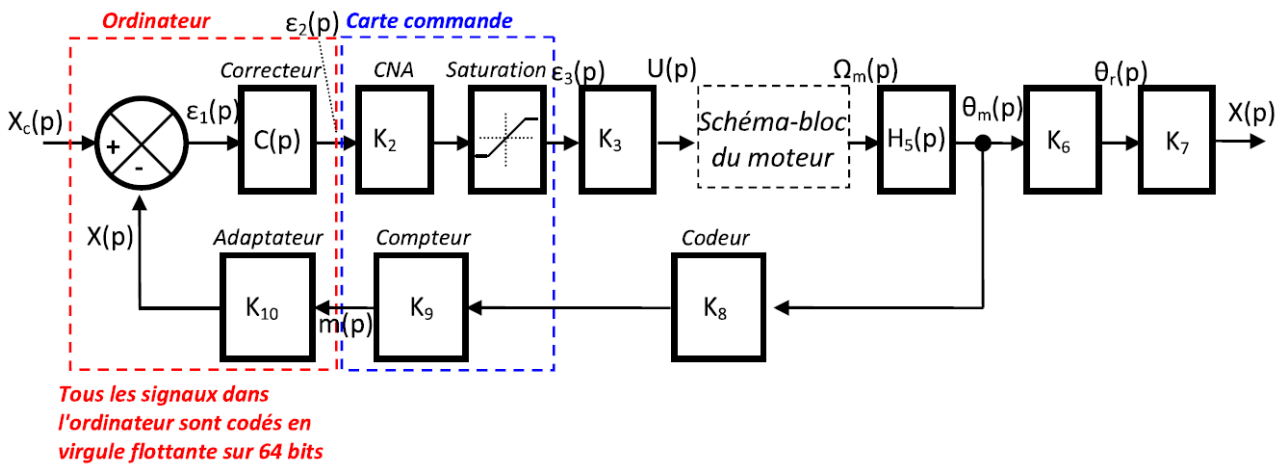 Ordinateur
ε₂(p)
Carte commande
Correcteur
CNA
Saturation
X꜀(p)
+
-
ε₁(p)
C(p)
K₂
ε₃(p)
K₃
U(p)
Schéma-bloc
du moteur
Ωₘ(p)
H₅(p)
θₘ(p)
K₆
θᵣ(p)
K₇
X(p)
X(p)
Adaptateur
K₁₀
m(p)
Compteur
K₉
Codeur
K₈
Tous les signaux dans
l'ordinateur sont codés en
virgule flottante sur 64 bits